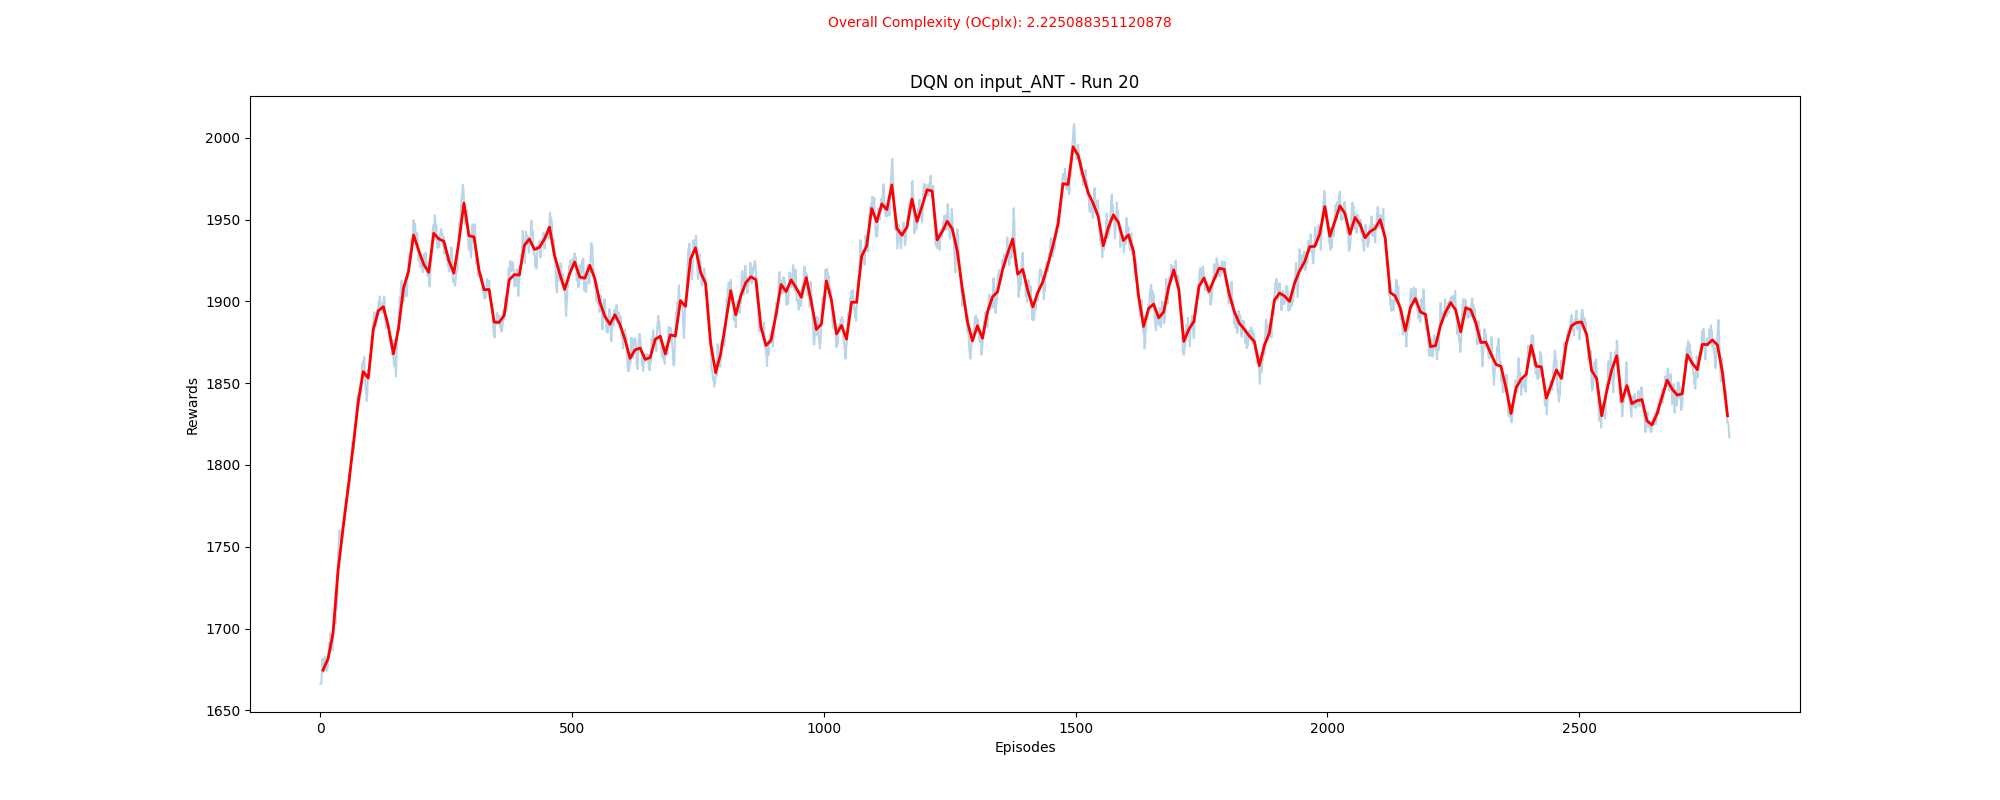 Overall Complexity (OCplx): 2.225088351120878
DQN on input_ANT - Run 20
Rewards
2000
1950
1900
1850
1800
1750
1700
1650
0 500 1000 1500 2000 2500
Episodes